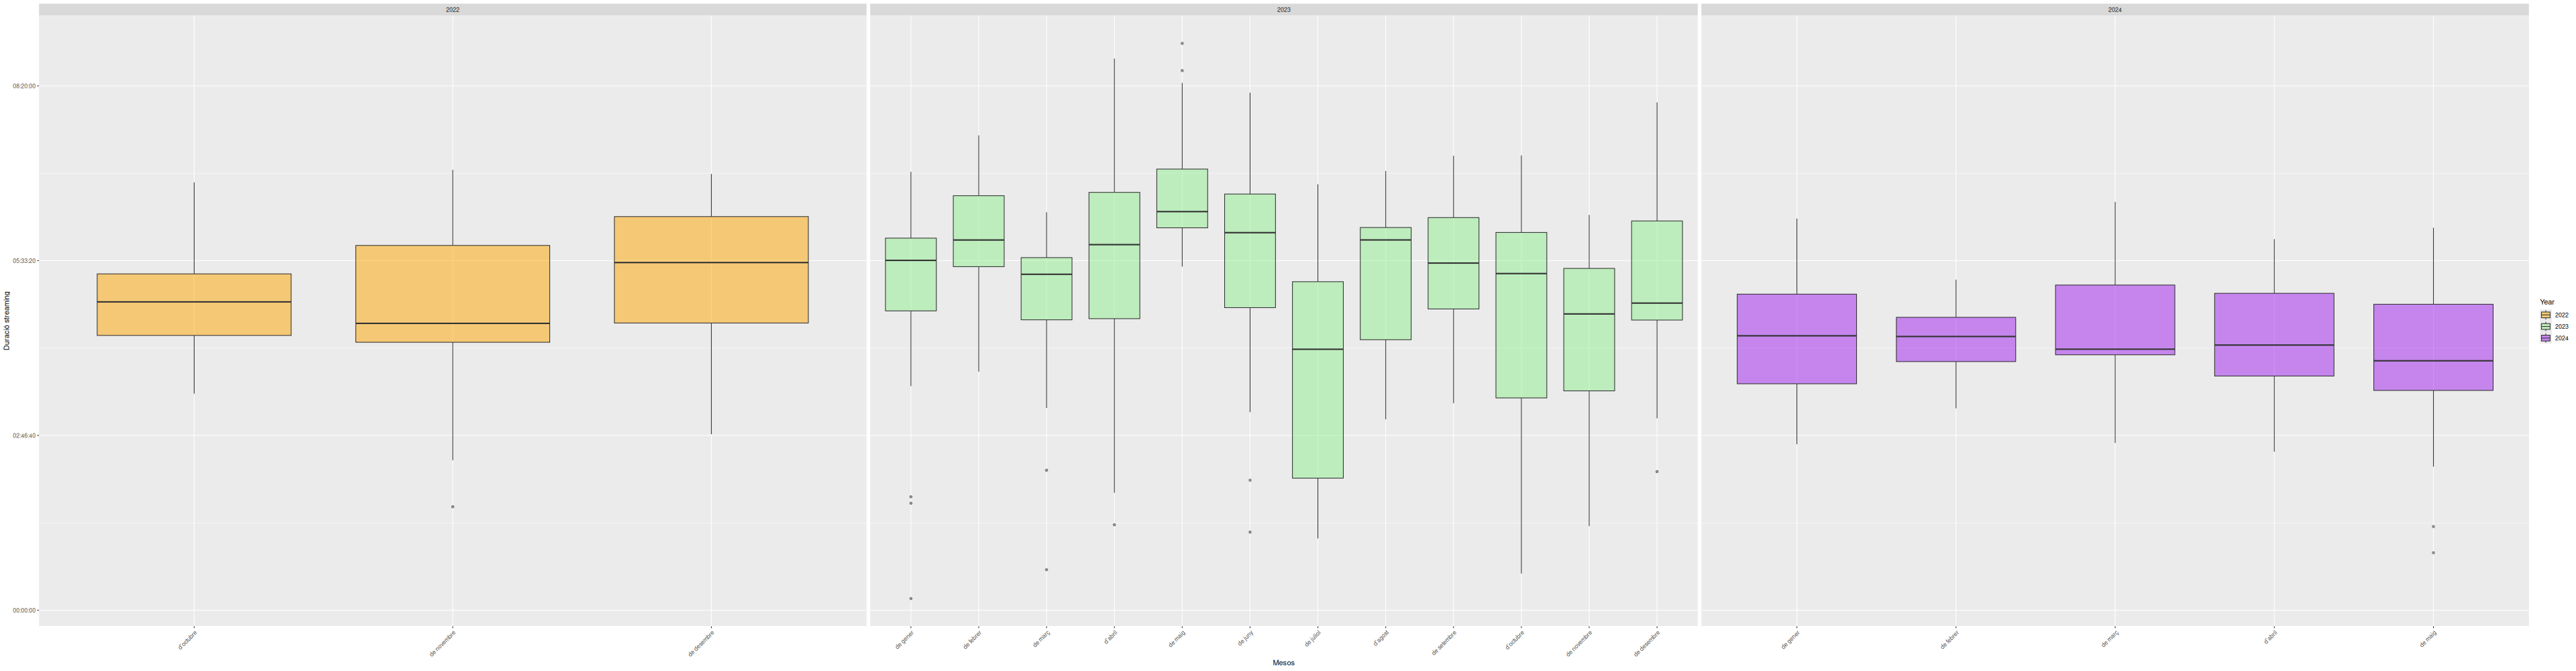 2022
2023
2024
Duració streaming
08:20:00
05:33:20
02:46:40
00:00:00
d'octubre
de novembre
de desembre
de gener
de febrer
de març
d'abril
de maig
de juny
de juliol
d'agost
de setembre
d'octubre
de novembre
de desembre
de gener
de febrer
de març
d'abril
de maig
Mesos
Year
2022
2023
2024